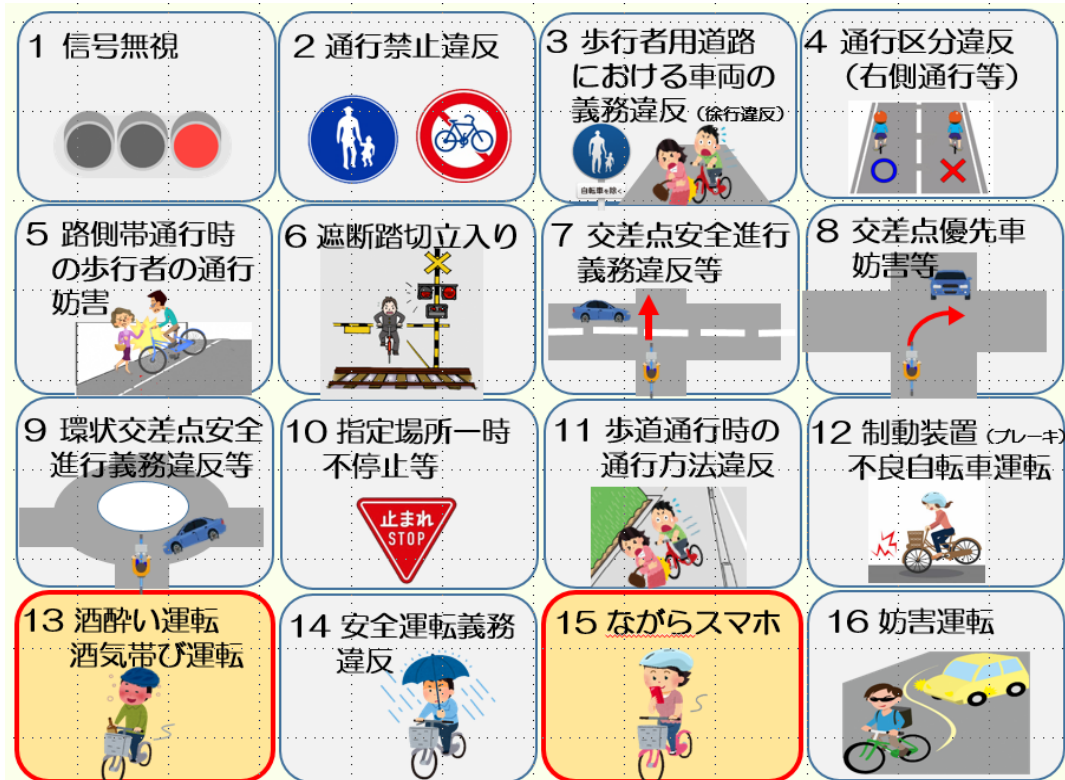 1 信号無視
2 通行禁止違反
3 歩行者用道路
における車両の
義務違反（徐行違反）
自転車を除く
4 通行区分違反
（右側通行等）
5 路側帯通行時
の歩行者の通行
妨害
6 遮断踏切立入り
7 交差点安全進行
義務違反等
8 交差点優先車
妨害等
9 環状交差点安全
進行義務違反等
10 指定場所一時
不停止等
止まれ
STOP
11 歩道通行時の
通行方法違反
12 制動装置（ブレーキ）
不良自転車運転
13 酒酔い運転
酒気帯び運転
14 安全運転義務
違反
15 ながらスマホ
16 妨害運転